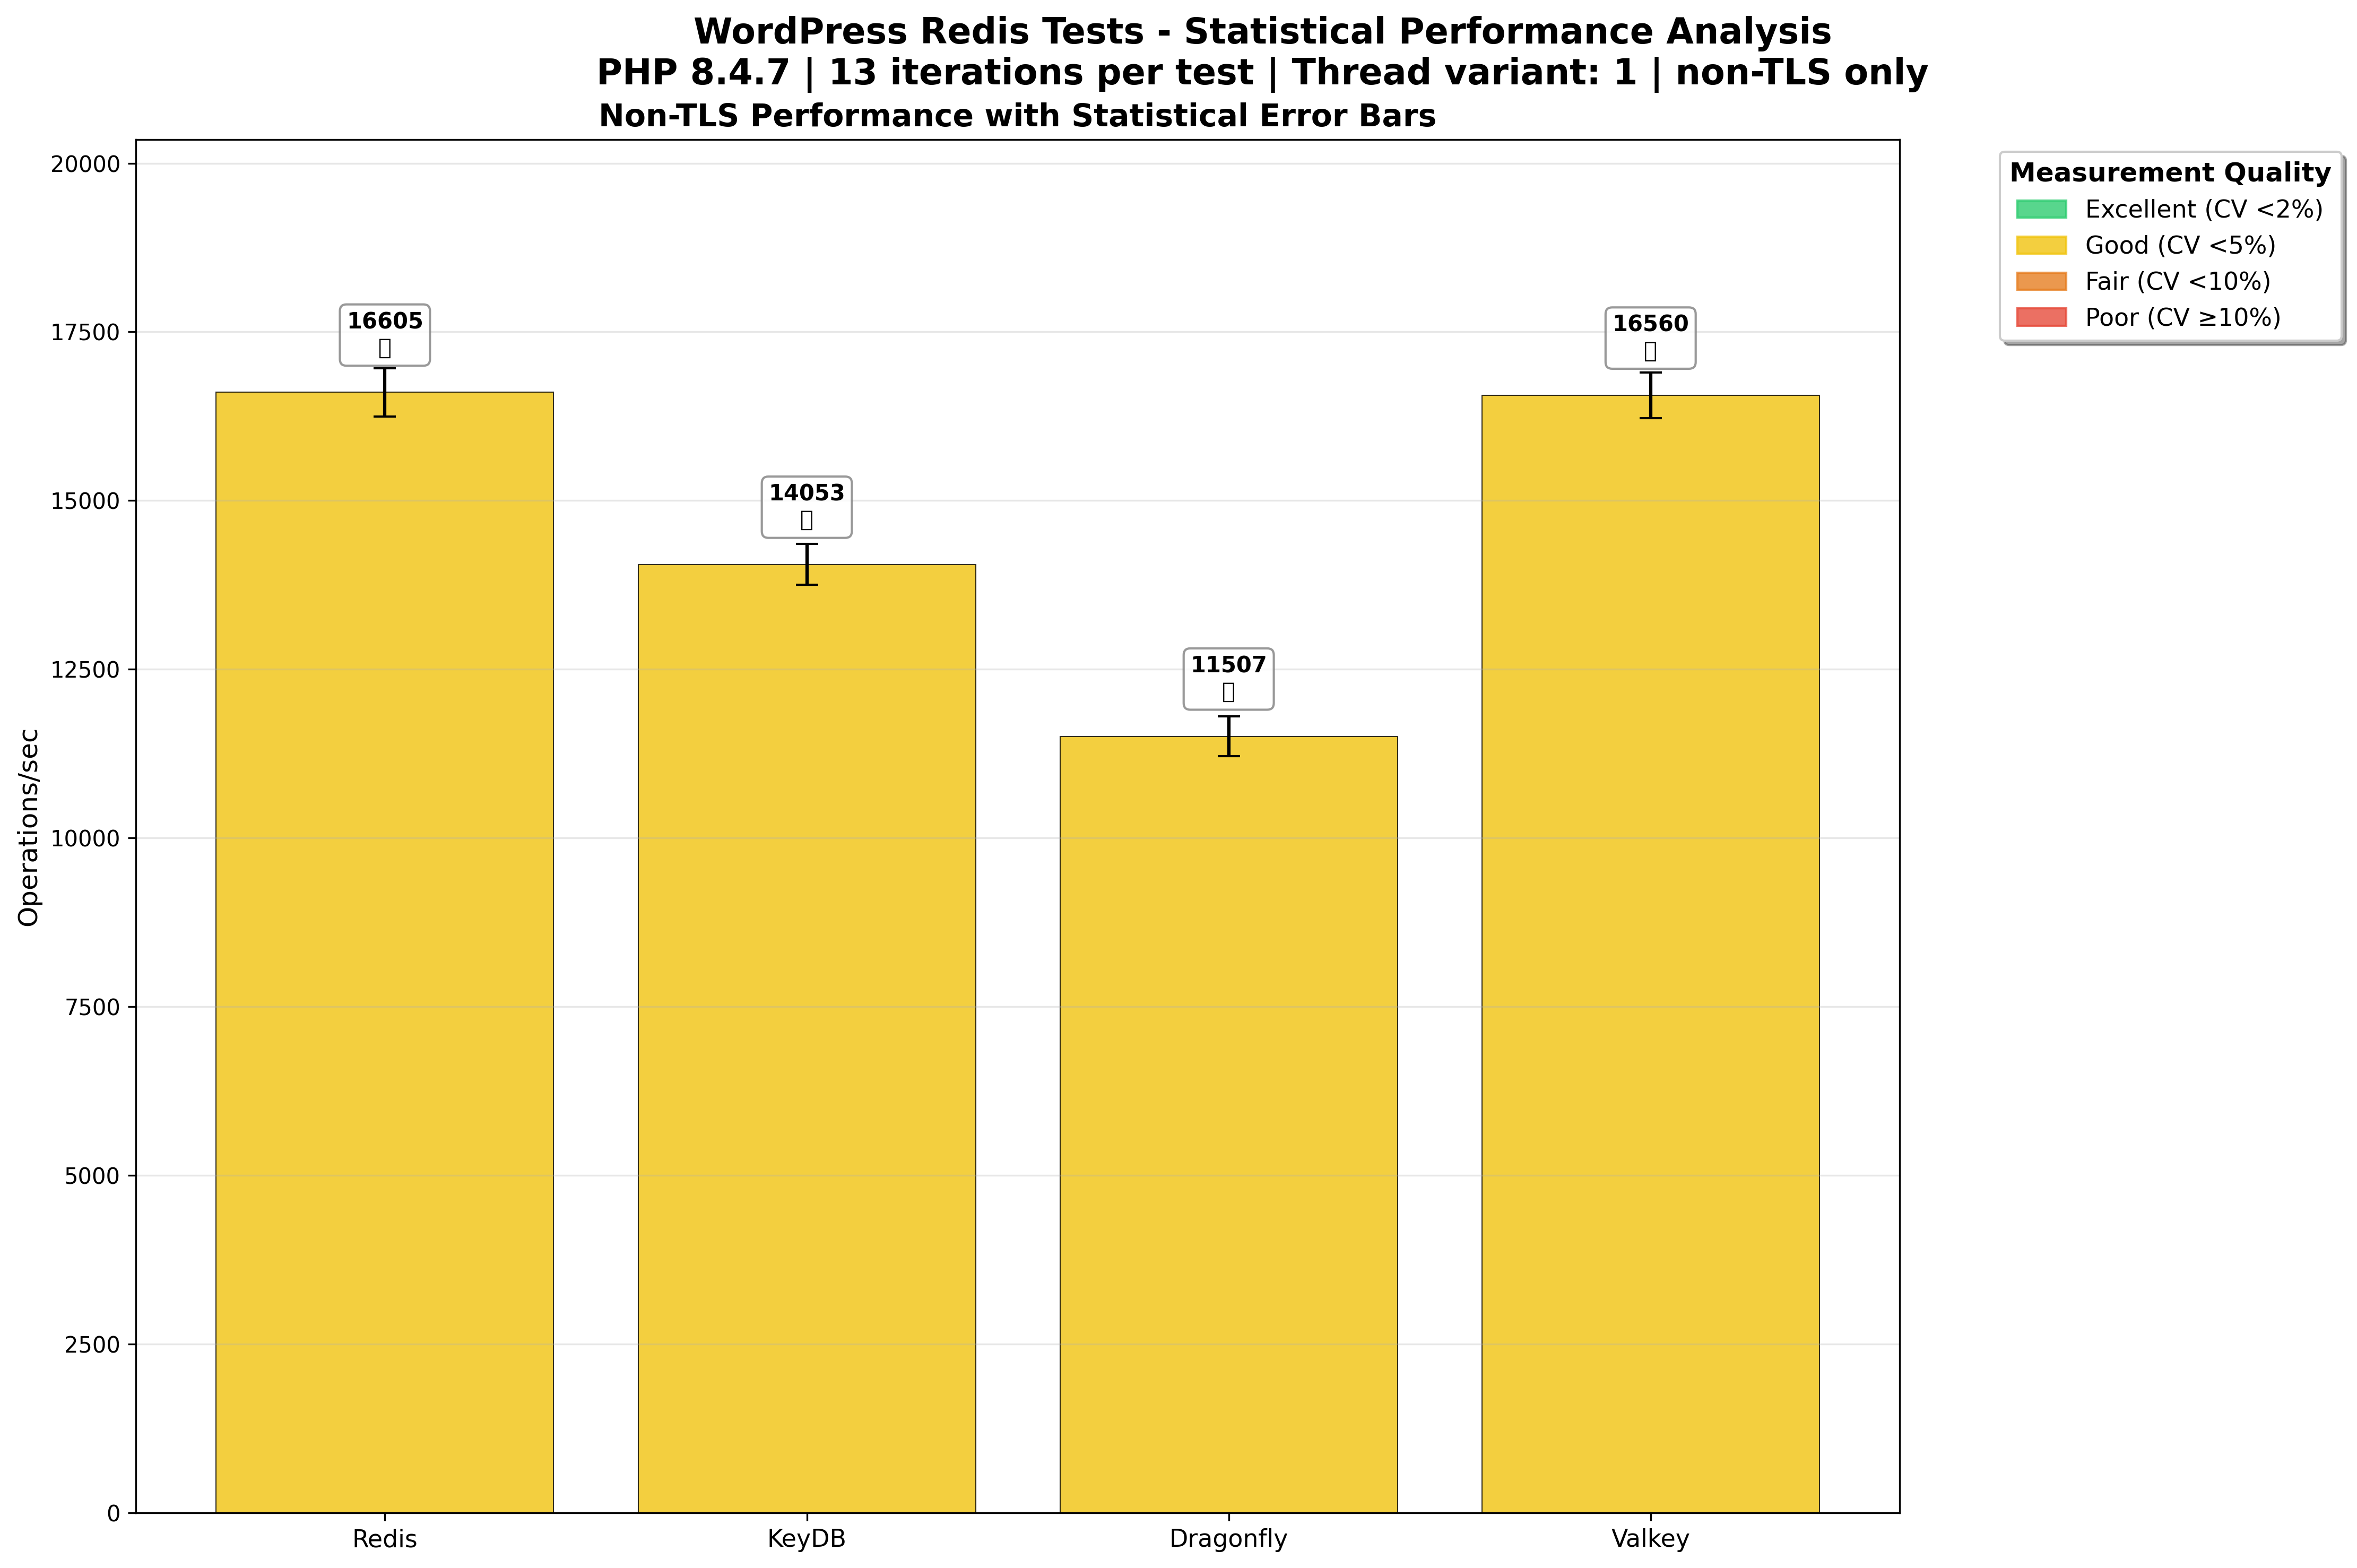 WordPress Redis Tests - Statistical Performance Analysis
PHP 8.4.7 | 13 iterations per test | Thread variant: 1 | non-TLS only
Non-TLS Performance with Statistical Error Bars
Measurement Quality
Excellent (CV <2%)
Good (CV <5%)
Fair (CV <10%)
Poor (CV ≥10%)
Operations/sec
20000
17500
15000
12500
10000
7500
5000
2500
0
16605
14053
11507
16560
Redis
KeyDB
Dragonfly
Valkey